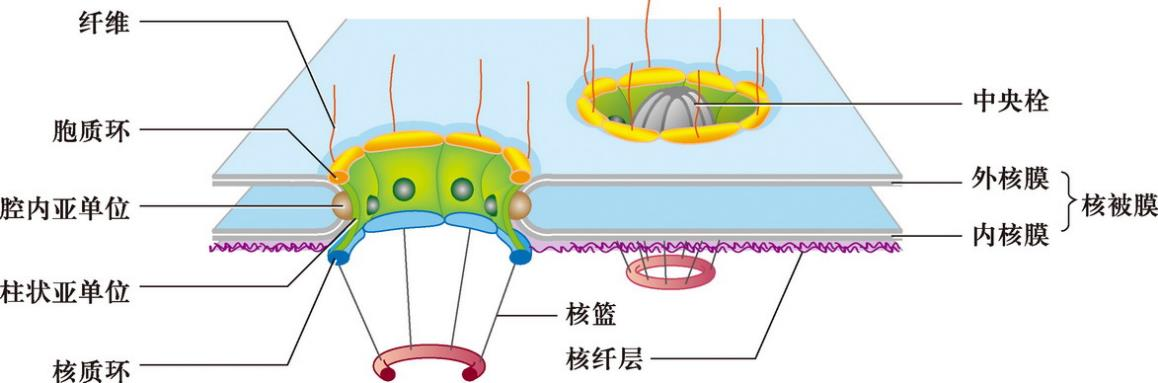 纤维
胞质环
腔内亚单位
柱状亚单位
核质环
中央栓
外核膜
核被膜
内核膜
核篮
核纤层